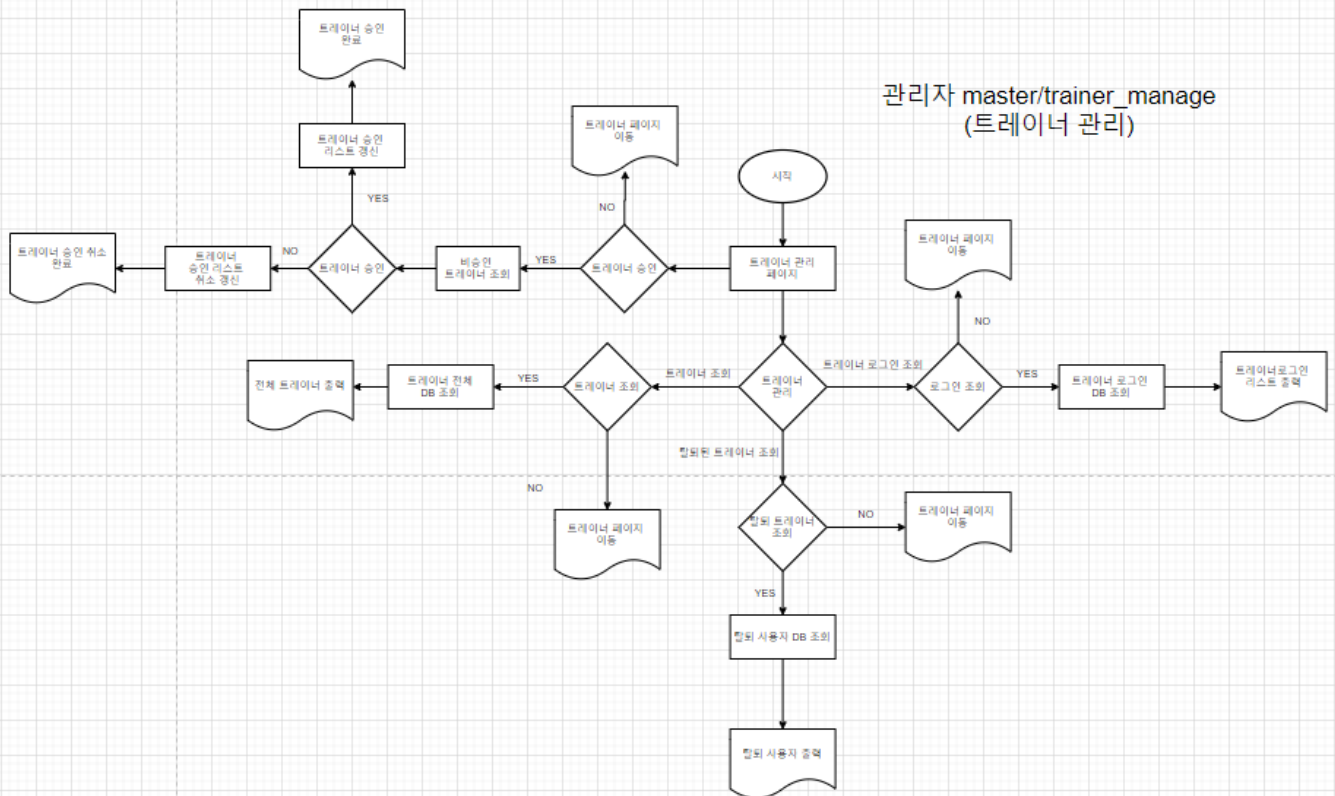 트레이너 승인
완료
관리자 master/trainer_manage
(트레이너 관리)
트레이너 승인
리스트 갱신
트레이너 페이지
이동
시작
YES
NO
트레이너 승인 취소
완료
트레이너
승인 리스트
취소 갱신
NO
트레이너 승인
비승인
트레이너 조회
YES
트레이너 승인
트레이너 관리
페이지
트레이너 페이지
이동
NO
전체 트레이너 출력
트레이너 전체
DB 조회
YES
트레이너 조회
트레이너 조회
트레이너
관리
트레이너 로그인 조회
로그인 조회
YES
트레이너 로그인
DB 조회
트레이너로그인
리스트 출력
탈퇴된 트레이너 조회
NO
트레이너 페이지
이동
탈퇴 트레이너
조회
NO
트레이너 페이지
이동
YES
탈퇴 사용자 DB 조회
탈퇴 사용자 출력